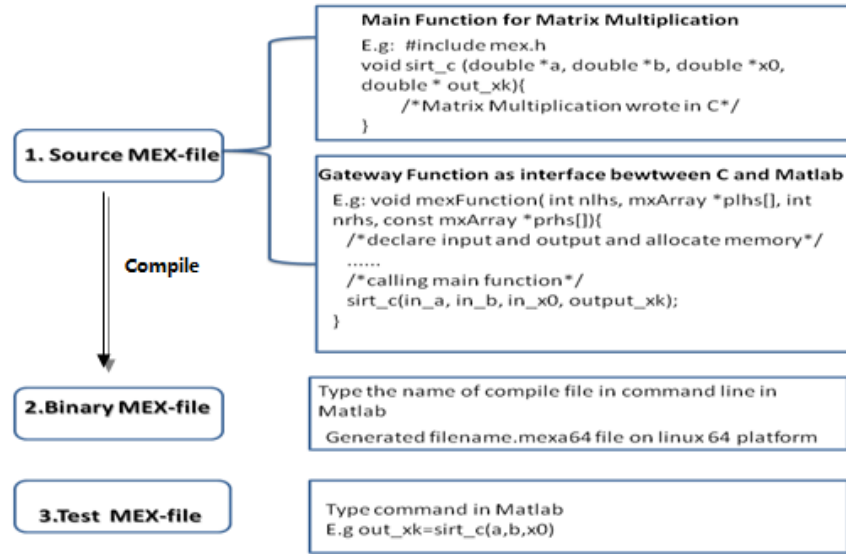 Main Function for Matrix Multiplication
E.g: #include mex.h
void sirt_c (double *a, double *b, double *x0,
double * out_xk){
/*Matrix Multiplication wrote in C*/
}
1. Source MEX-file
Gateway Function as interface bewtween C and Matlab
E.g: void mexFunction( int nlhs, mxArray *plhs[], int
nrhs, const mxArray *prhs[]){
/*declare input and output and allocate memory*/
......
/*calling main function*/
sirt_c(in_a, in_b, in_x0, output_xk);
}
Compile
2.Binary MEX-file
Type the name of compile file in command line in
Matlab
Generated filename.mexa64 file on linux 64 platform
3.Test MEX-file
Type command in Matlab
E.g out_xk=sirt_c(a,b,x0)